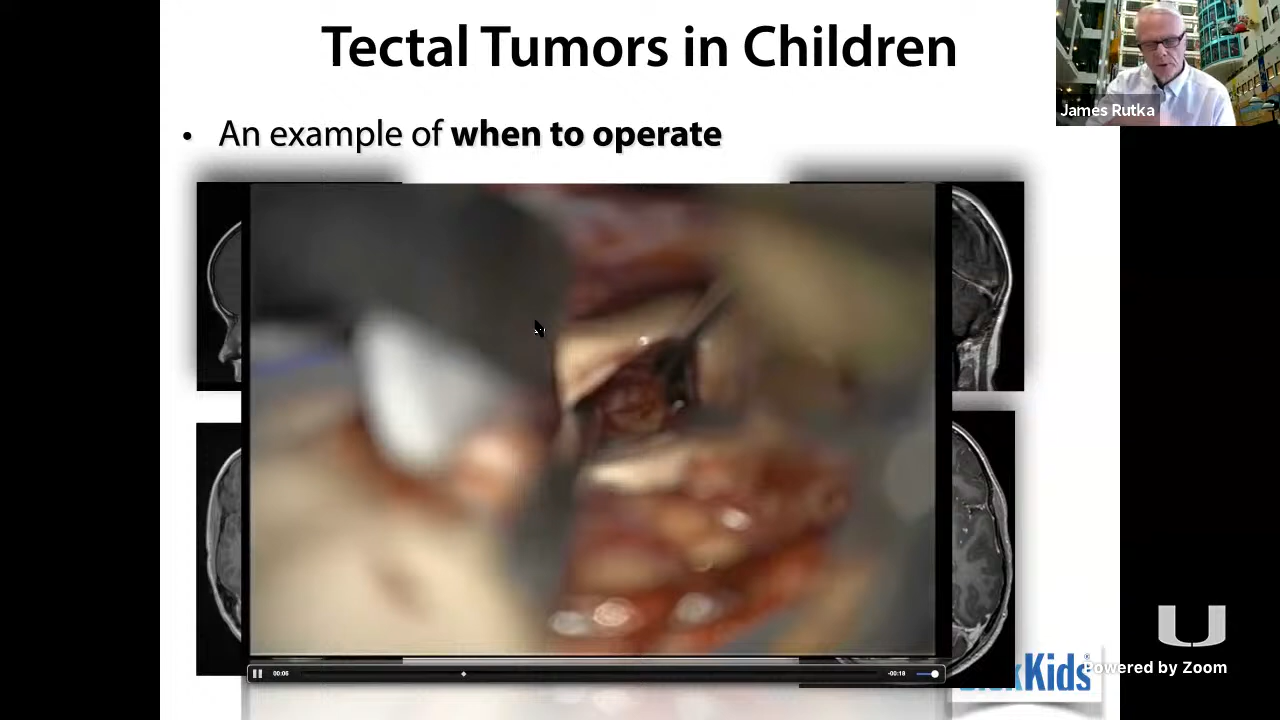 Tectal Tumors in Children
James Rutka
• An example of when to operate
00:06
-00:18
U
Powered by Zoom
SickKids